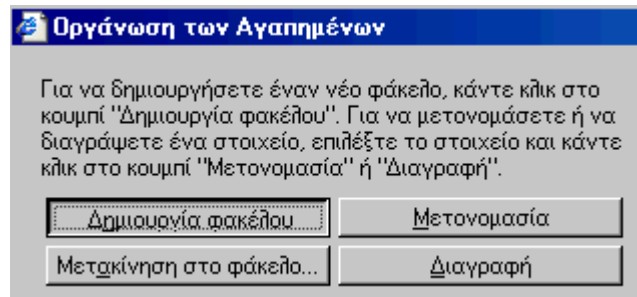 Οργάνωση των Αγαπημένων
Για να δημιουργήσετε έναν νέο φάκελο, κάντε κλικ στο
κουμπί "Δημιουργία φακέλου". Για να μετονομάσετε ή να
διαγράψετε ένα στοιχείο, επιλέξτε το στοιχείο και κάντε
κλικ στο κουμπί "Μετονομασία" ή "Διαγραφή".
Δημιουργία φακέλου Μετονομασία
Μετακίνηση στο φάκελο... Διαγραφή